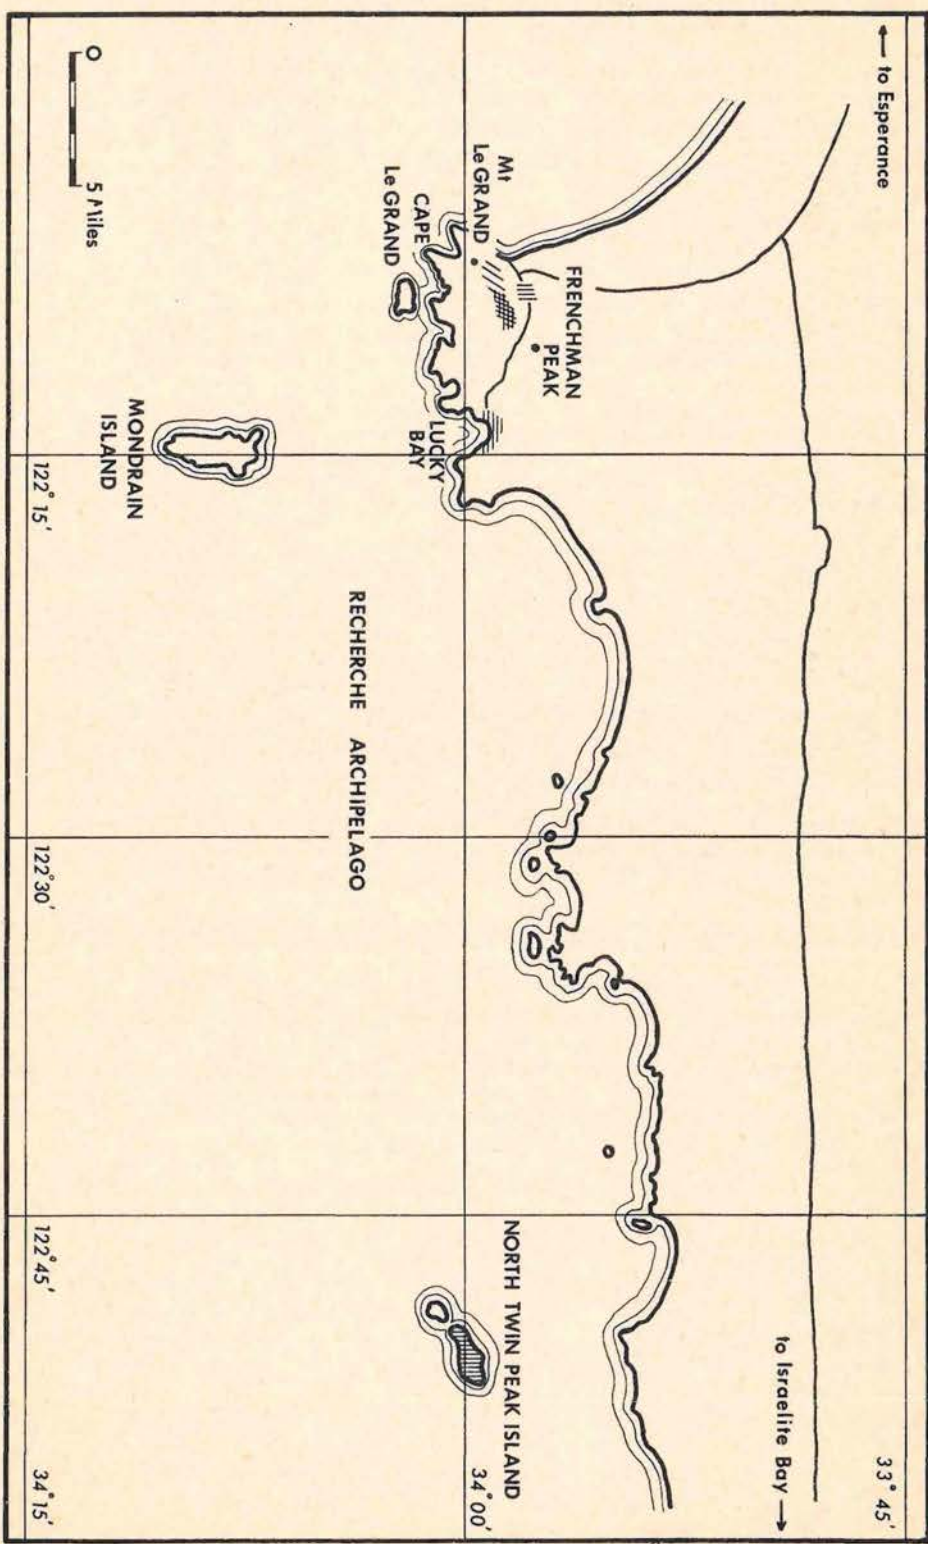 ← to Esperance
33° 45'
Mt
Le GRAND
FRENCHMAN
PEAK
CAPE
Le GRAND
LUCKY
BAY
MONDRAIN
ISLAND
RECHERCHE ARCHIPELAGO
NORTH TWIN PEAK ISLAND
to Israelite Bay →
34° 00'
0 5 Miles
122° 15'
122° 30'
122° 45'
34° 15'